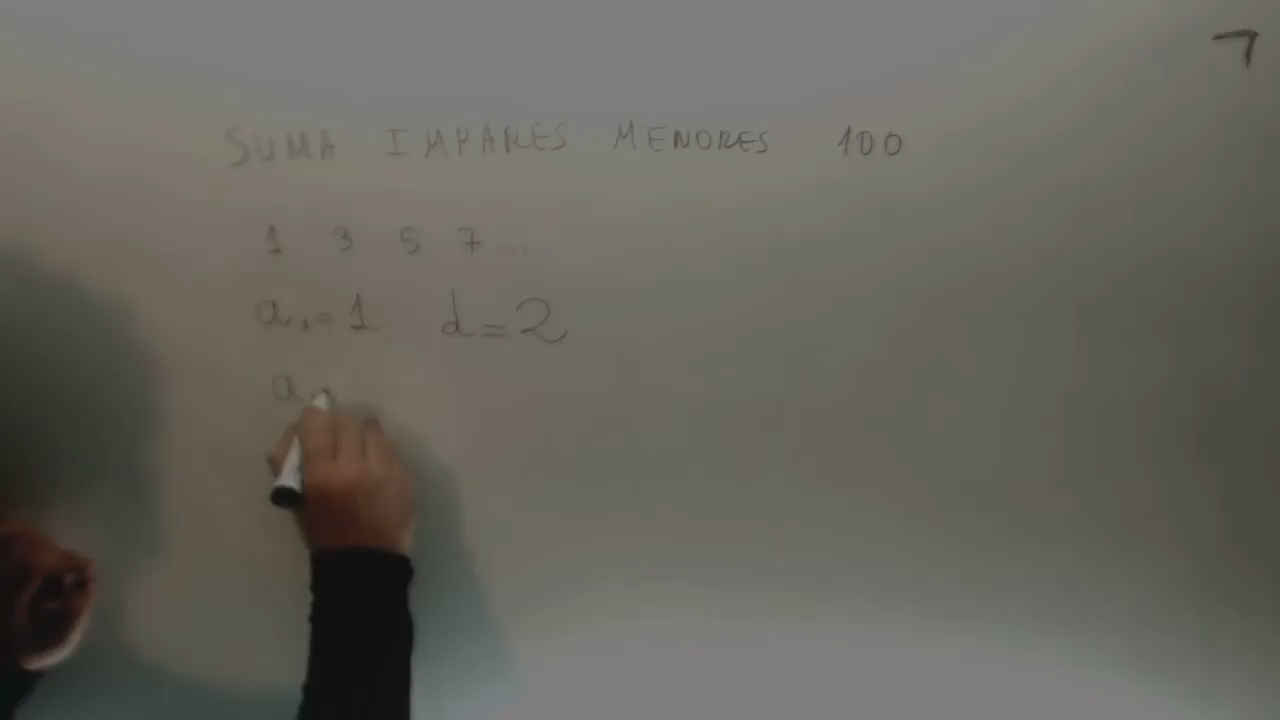 SUMA IMPARES MENORES 100
1 3 5 7 ....
a₁ = 1 d = 2
a